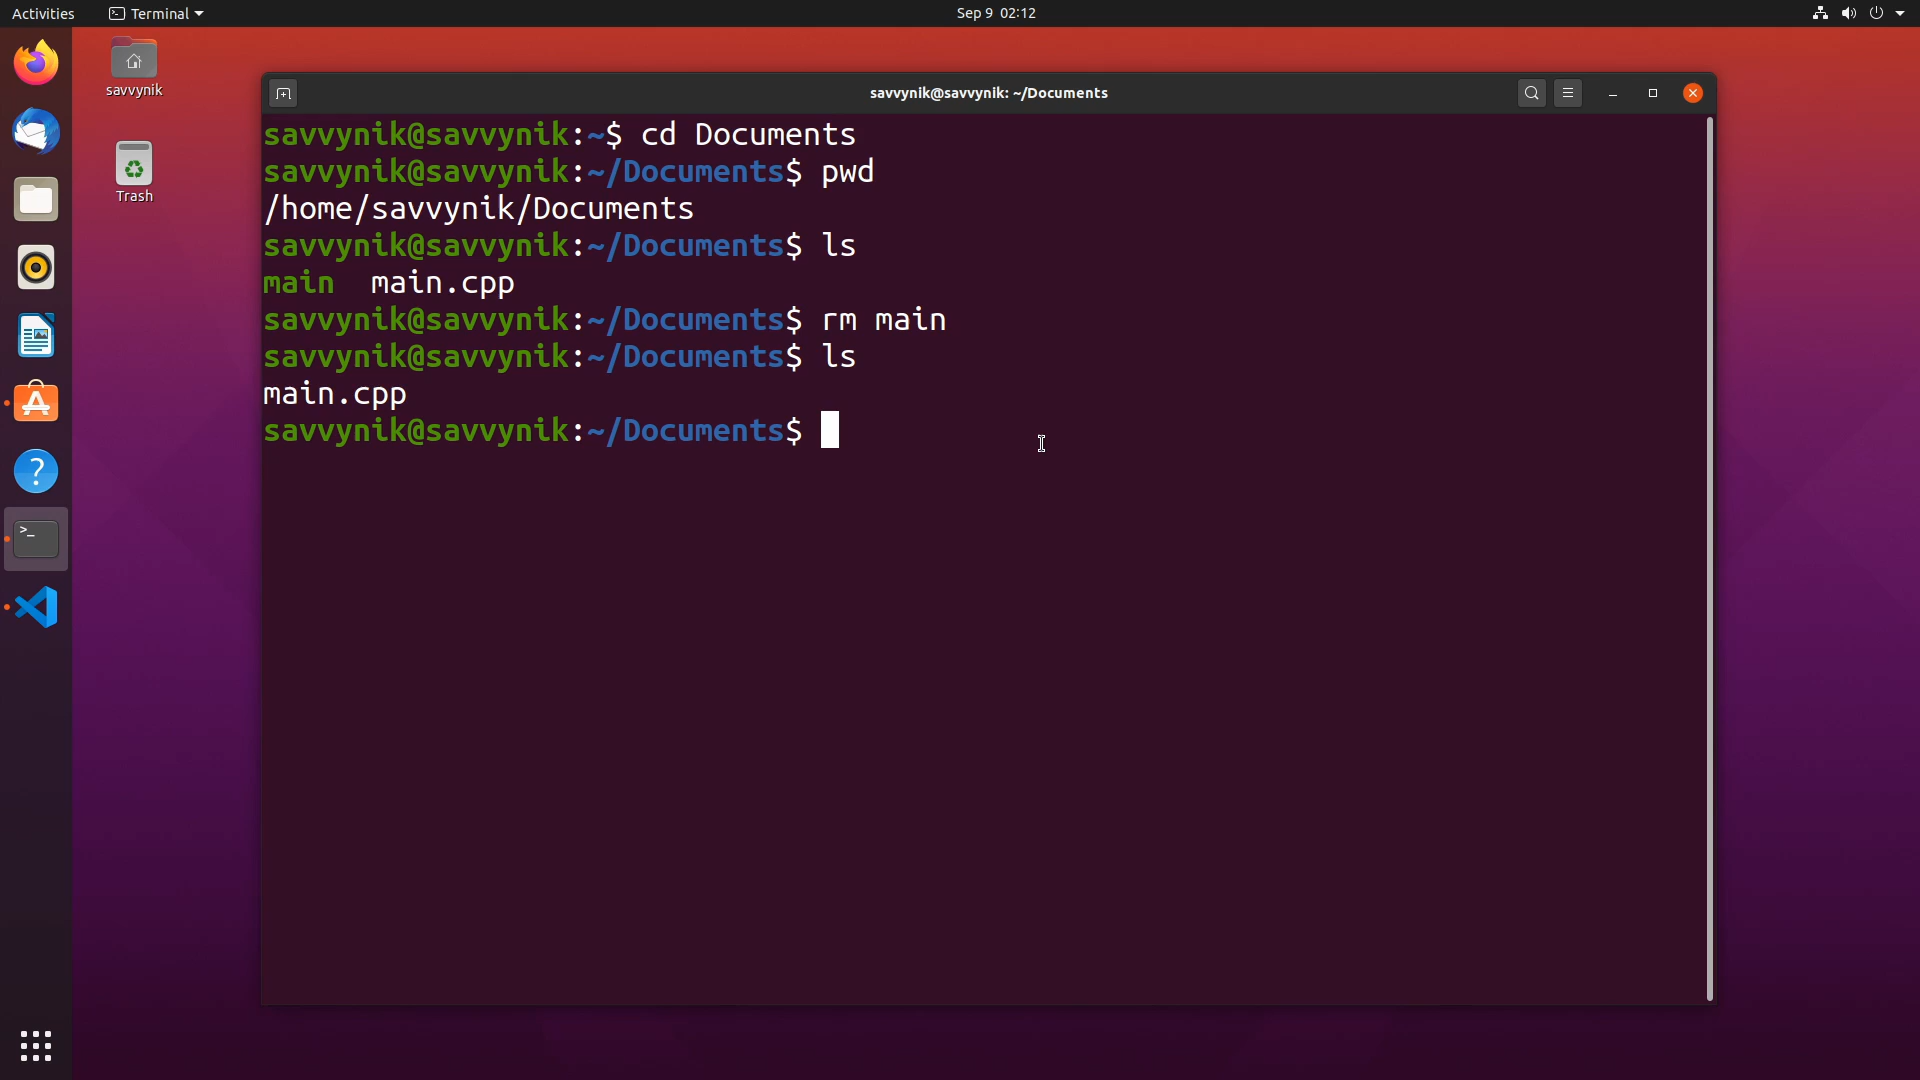 Activities
Terminal
Sep 9 02:12
savvynik
Trash
savvynik@savvynik: ~/Documents
savvynik@savvynik:~$ cd Documents
savvynik@savvynik:~/Documents$ pwd
/home/savvynik/Documents
savvynik@savvynik:~/Documents$ ls
main  main.cpp
savvynik@savvynik:~/Documents$ rm main
savvynik@savvynik:~/Documents$ ls
main.cpp
savvynik@savvynik:~/Documents$